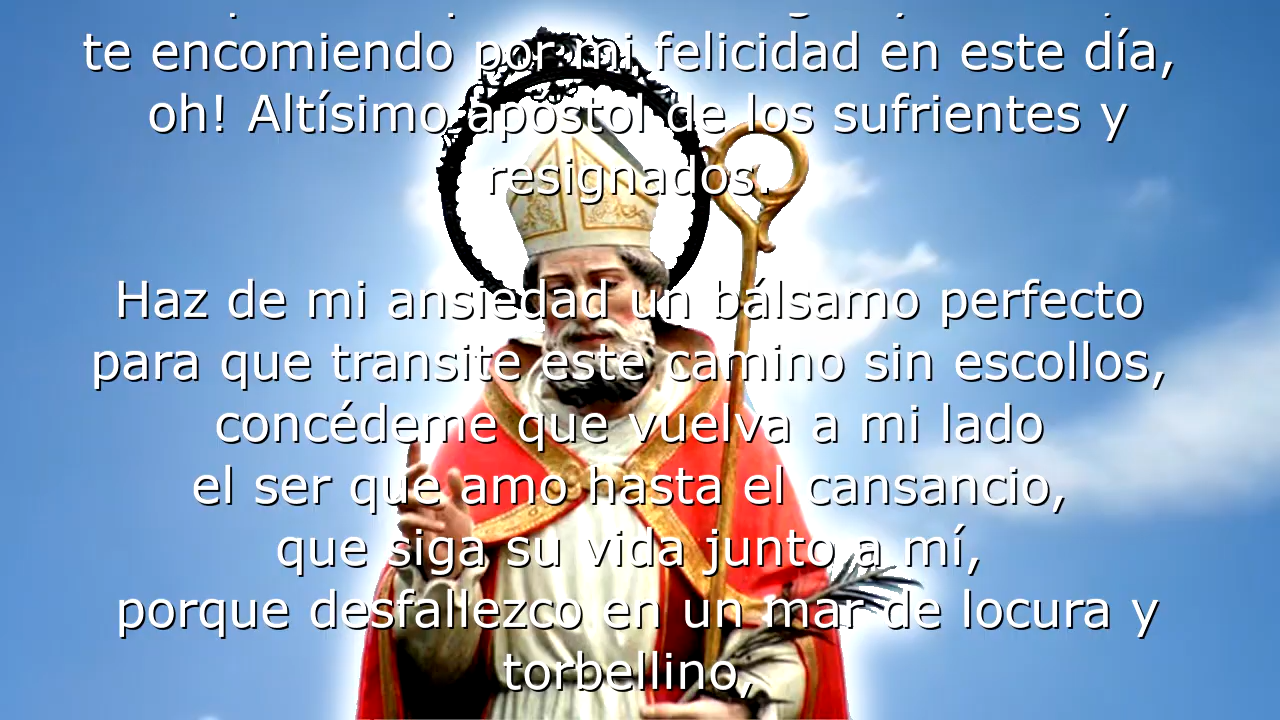 te encomiendo por mi felicidad en este día,
oh! Altísimo apóstol de los sufrientes y
resignados.
Haz de mi ansiedad un bálsamo perfecto
para que transite este camino sin escollos,
concédeme que vuelva a mi lado
el ser que amo hasta el cansancio,
que siga su vida junto a mí,
porque desfallezco en un mar de locura y
torbellino,